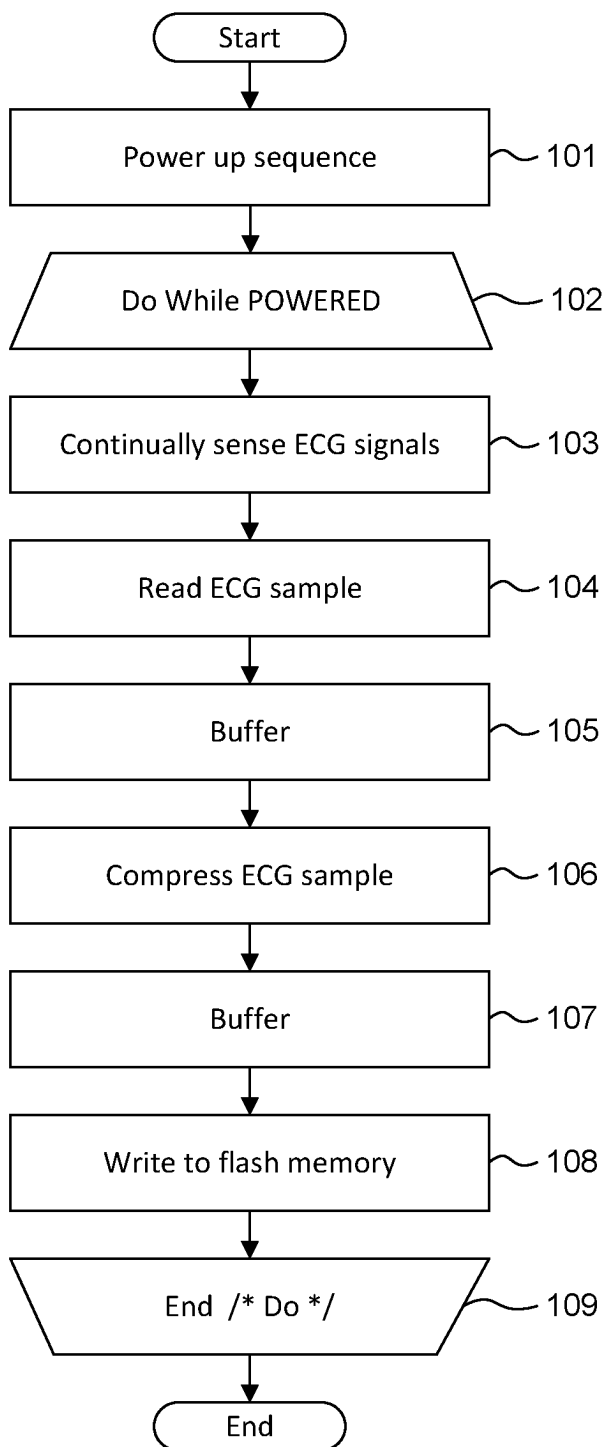 Start
Power up sequence 101
Do While POWERED 102
Continually sense ECG signals 103
Read ECG sample 104
Buffer 105
Compress ECG sample 106
Buffer 107
Write to flash memory 108
End /* Do */ 109
End